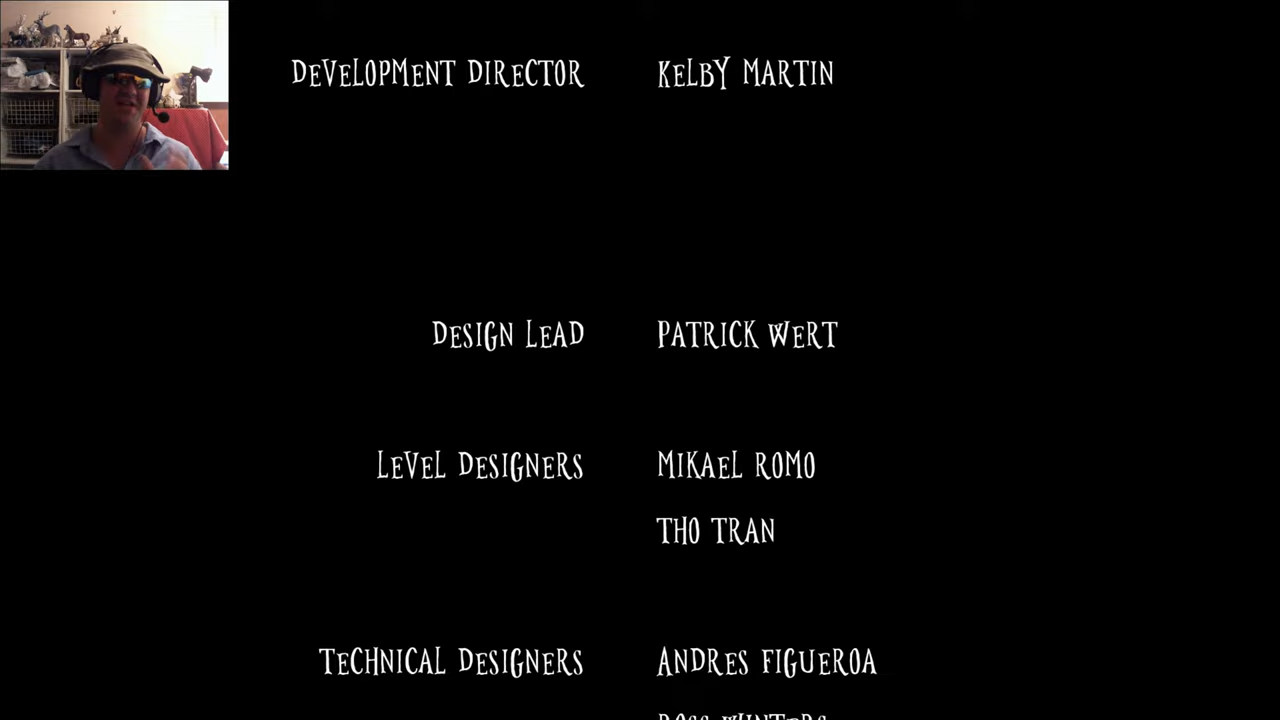 DEVELOPMENT DIRECTOR KELBY MARTIN
DESIGN LEAD PATRICK WERT
LEVEL DESIGNERS MIKAEL ROMO
THO TRAN
TECHNICAL DESIGNERS ANDRES FIGUEROA